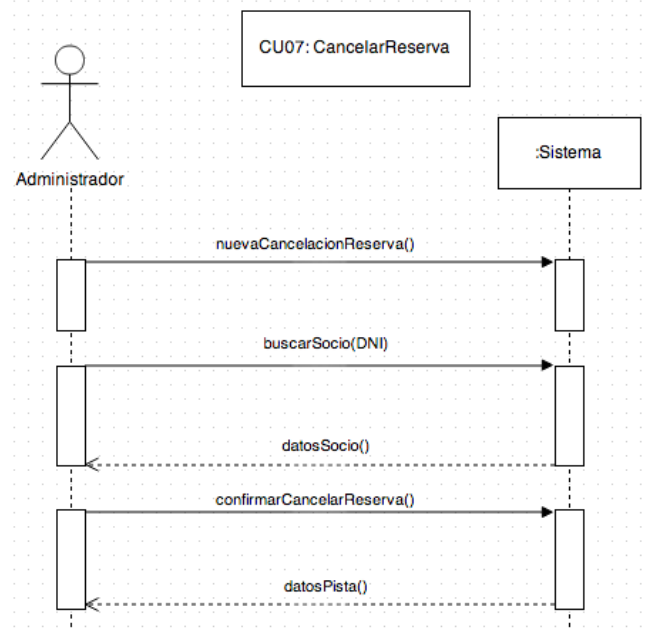 CU07: CancelarReserva
:Sistema
Administrador
nuevaCancelacionReserva()
buscarSocio(DNI)
datosSocio()
confirmarCancelarReserva()
datosPista()